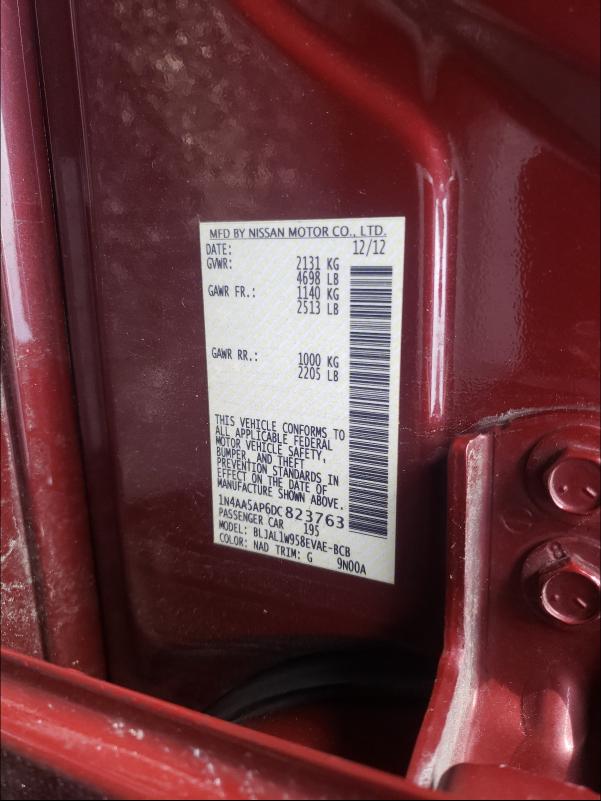 MFD BY NISSAN MOTOR CO., LTD.
DATE: 12/12
GVWR: 2131 KG
4698 LB
GAWR FR.: 1140 KG
2513 LB
GAWR RR.: 1000 KG
2205 LB
THIS VEHICLE CONFORMS TO
ALL APPLICABLE FEDERAL
MOTOR VEHICLE SAFETY,
BUMPER, AND THEFT
PREVENTION STANDARDS IN
EFFECT ON THE DATE OF
MANUFACTURE SHOWN ABOVE.
1N4AA5AP6DC823763
PASSENGER CAR 195
MODEL: BLJAL1W958EVAE-BCB
COLOR: NAD TRIM: G 9N00A